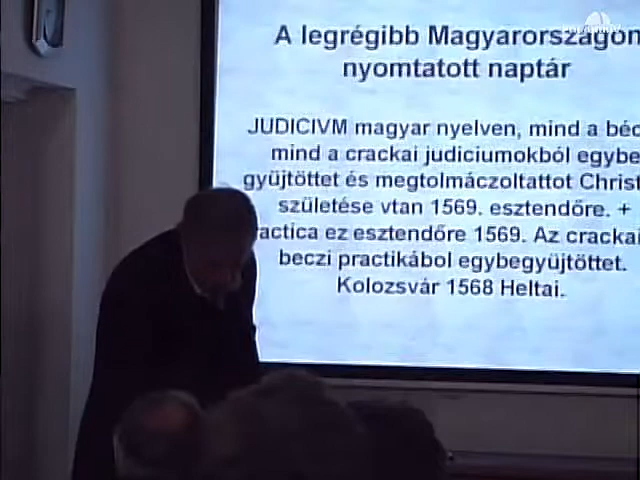 A legrégibb Magyarországon
nyomtatott naptár
JUDICIVM magyar nyelven, mind a béc
mind a crackai judiciumokból egybe
gyüjtöttet és megtolmáczoltattot Christ
születése vtan 1569. esztendőre. +
actica ez esztendőre 1569. Az crackai
beczi practikából egybegyüjtöttet.
Kolozsvár 1568 Heltai.